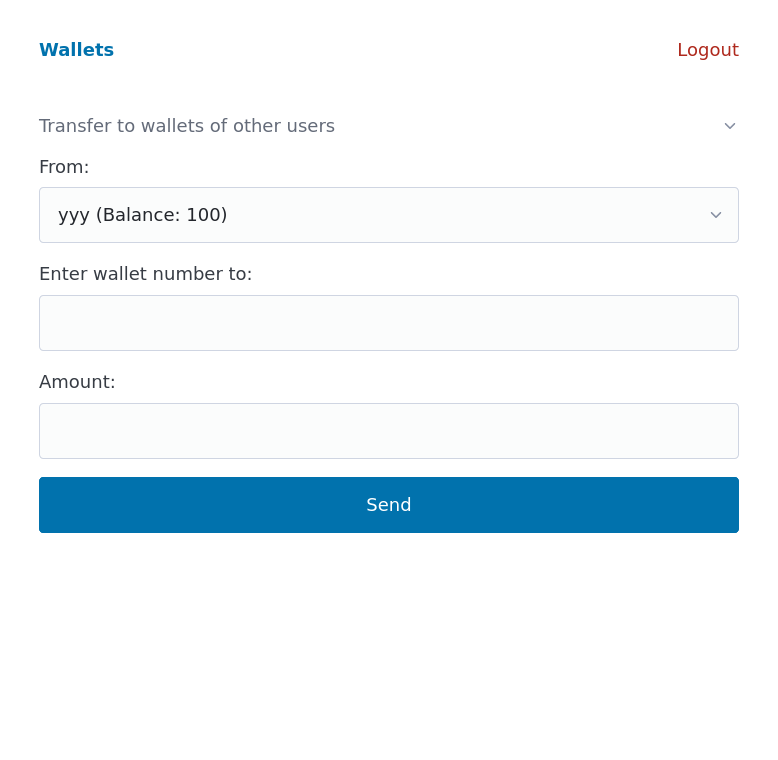 Wallets
Logout
Transfer to wallets of other users
From:
yyy (Balance: 100)
Enter wallet number to:
Amount:
Send